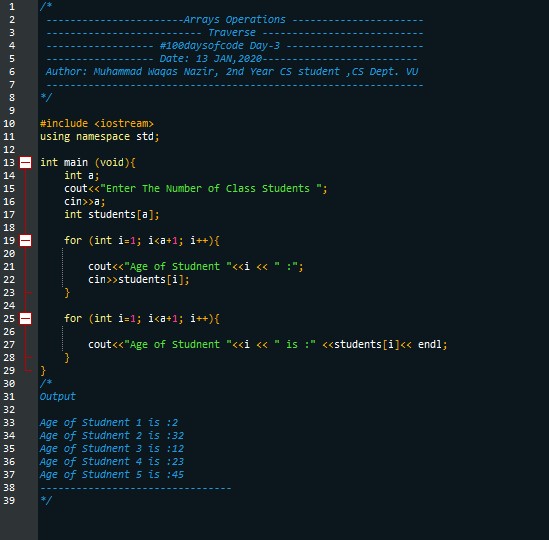 1 /*
2 -----------------------Arrays Operations ----------------------
3 -------------------------- Traverse ---------------------------
4 ------------------ #100daysofcode Day-3 -----------------------
5 ------------------ Date: 13 JAN,2020--------------------------
6 Author: Muhammad Waqas Nazir, 2nd Year CS student ,CS Dept. VU
7 ---------------------------------------------------------------
8 */
9
10 #include <iostream>
11 using namespace std;
12
13 int main (void){
14 int a;
15 cout<<"Enter The Number of Class Students ";
16 cin>>a;
17 int students[a];
18
19 for (int i=1; i<a+1; i++){
20
21 cout<<"Age of Studnent "<<i << " :";
22 cin>>students[i];
23 }
24
25 for (int i=1; i<a+1; i++){
26
27 cout<<"Age of Studnent "<<i << " is :" <<students[i]<< endl;
28 }
29 }
30 /*
31 Output
32
33 Age of Studnent 1 is :2
34 Age of Studnent 2 is :32
35 Age of Studnent 3 is :12
36 Age of Studnent 4 is :23
37 Age of Studnent 5 is :45
38 --------------------------------
39 */